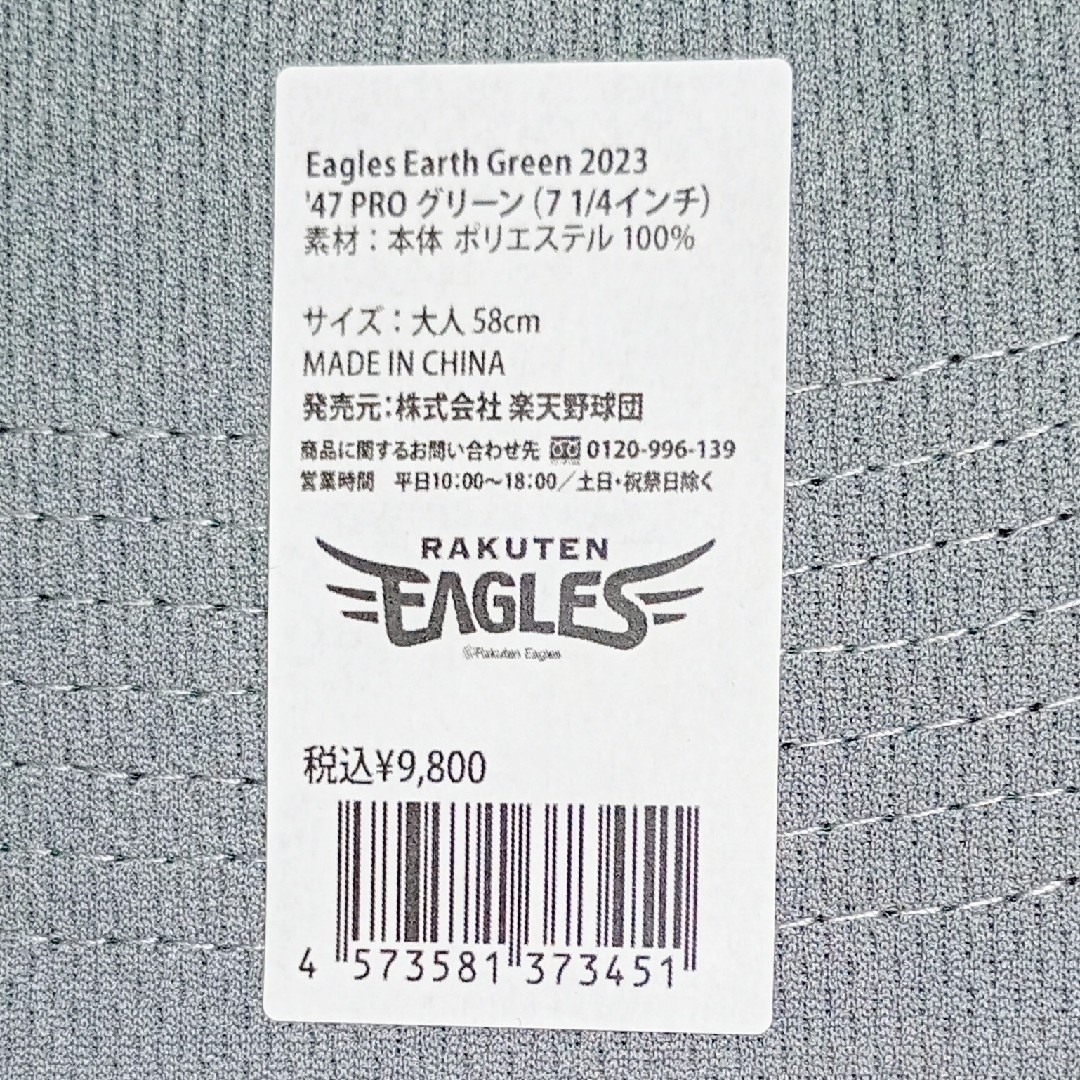 Eagles Earth Green 2023
'47 PRO グリーン (7 1/4インチ)
素材：本体 ポリエステル 100%
サイズ：大人 58cm
MADE IN CHINA
発売元:株式会社 楽天野球団
商品に関するお問い合わせ先 0120-996-139
営業時間 平日10:00〜18:00／土日・祝祭日除く
RAKUTEN
EAGLES
©Rakuten Eagles
税込¥9,800
4 573581 373451